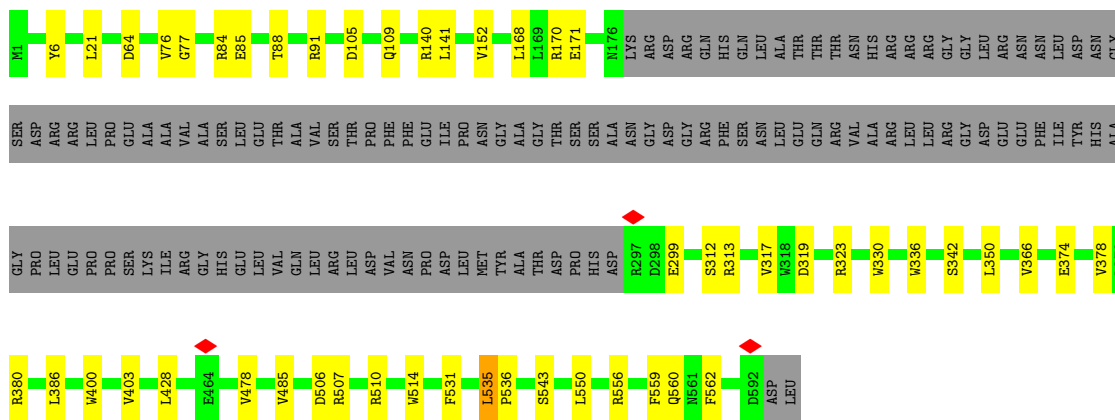 M1 Y6 L21 D64 V76 G77 R84 E85 T88 R91 D105 Q109 R140 L141 V152 L168 L169 R170 E171 N176 LYS ARG ASP ARG GLN HIS GLN LEU ALA THR THR THR ASN HIS ARG ARG ARG GLY GLY LEU ARG ASN ASN LEU ASP ASN GLY
SER ASP ARG ARG LEU PRO GLU ALA ALA VAL ALA SER LEU GLU THR ALA VAL SER THR PRO PHE PHE GLU ILE PRO ASN GLY ALA GLY THR SER SER ALA ASN GLY ASP GLY ARG PHE SER ASN LEU GLU GLN ARG VAL ALA ARG LEU LEU ARG GLY ASP GLU GLU PHE ILE TYR HIS ALA
GLY PRO LEU GLU PRO PRO SER LYS ILE ARG GLY HIS GLU LEU VAL GLN LEU ARG LEU ASP VAL ASN PRO ASP LEU MET TYR ALA THR ASP PRO HIS ASP R297 D298 E299 S312 R313 V317 W318 D319 R323 W330 W336 S342 L350 V366 E374 V378
R380 L386 W400 V403 L428 E464 V478 V485 D506 R507 R510 W514 F531 L535 P536 S543 L550 R556 F559 Q560 N561 F562 D592 ASP LEU